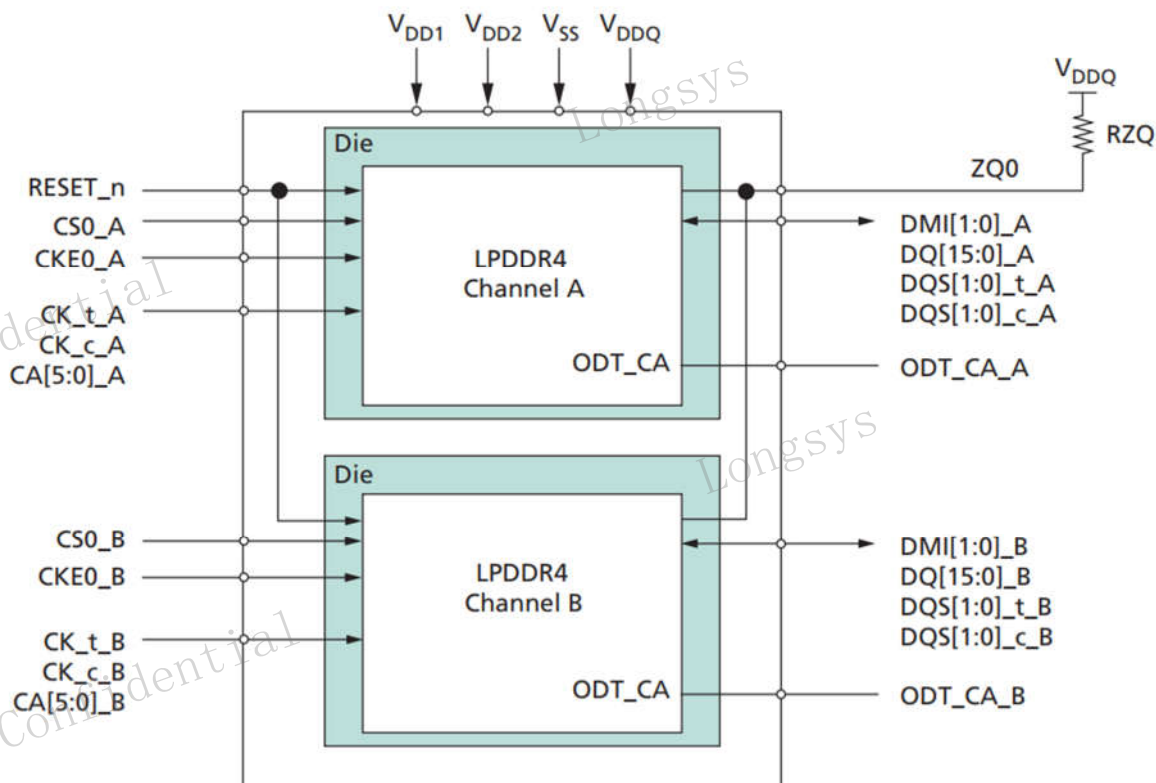 VDD1 VDD2 VSS VDDQ
VDDQ
RZQ
Longsys
Die
RESET_n
CS0_A
CKE0_A
CK_t_A
CK_c_A
CA[5:0]_A
LPDDR4
Channel A
ODT_CA
ZQ0
DMI[1:0]_A
DQ[15:0]_A
DQS[1:0]_t_A
DQS[1:0]_c_A
ODT_CA_A
Longsys
Die
CS0_B
CKE0_B
CK_t_B
CK_c_B
CA[5:0]_B
Confidential
LPDDR4
Channel B
ODT_CA
DMI[1:0]_B
DQ[15:0]_B
DQS[1:0]_t_B
DQS[1:0]_c_B
ODT_CA_B